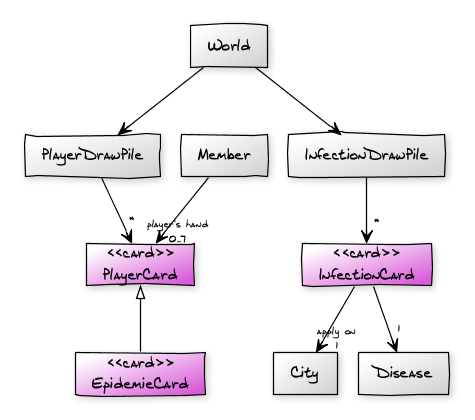 World
PlayerDrawPile
Member
InfectionDrawPile
*
player's hand
0..7
*
<<card>>
PlayerCard
<<card>>
InfectionCard
apply on
1
1
<<card>>
EpidemieCard
City
Disease